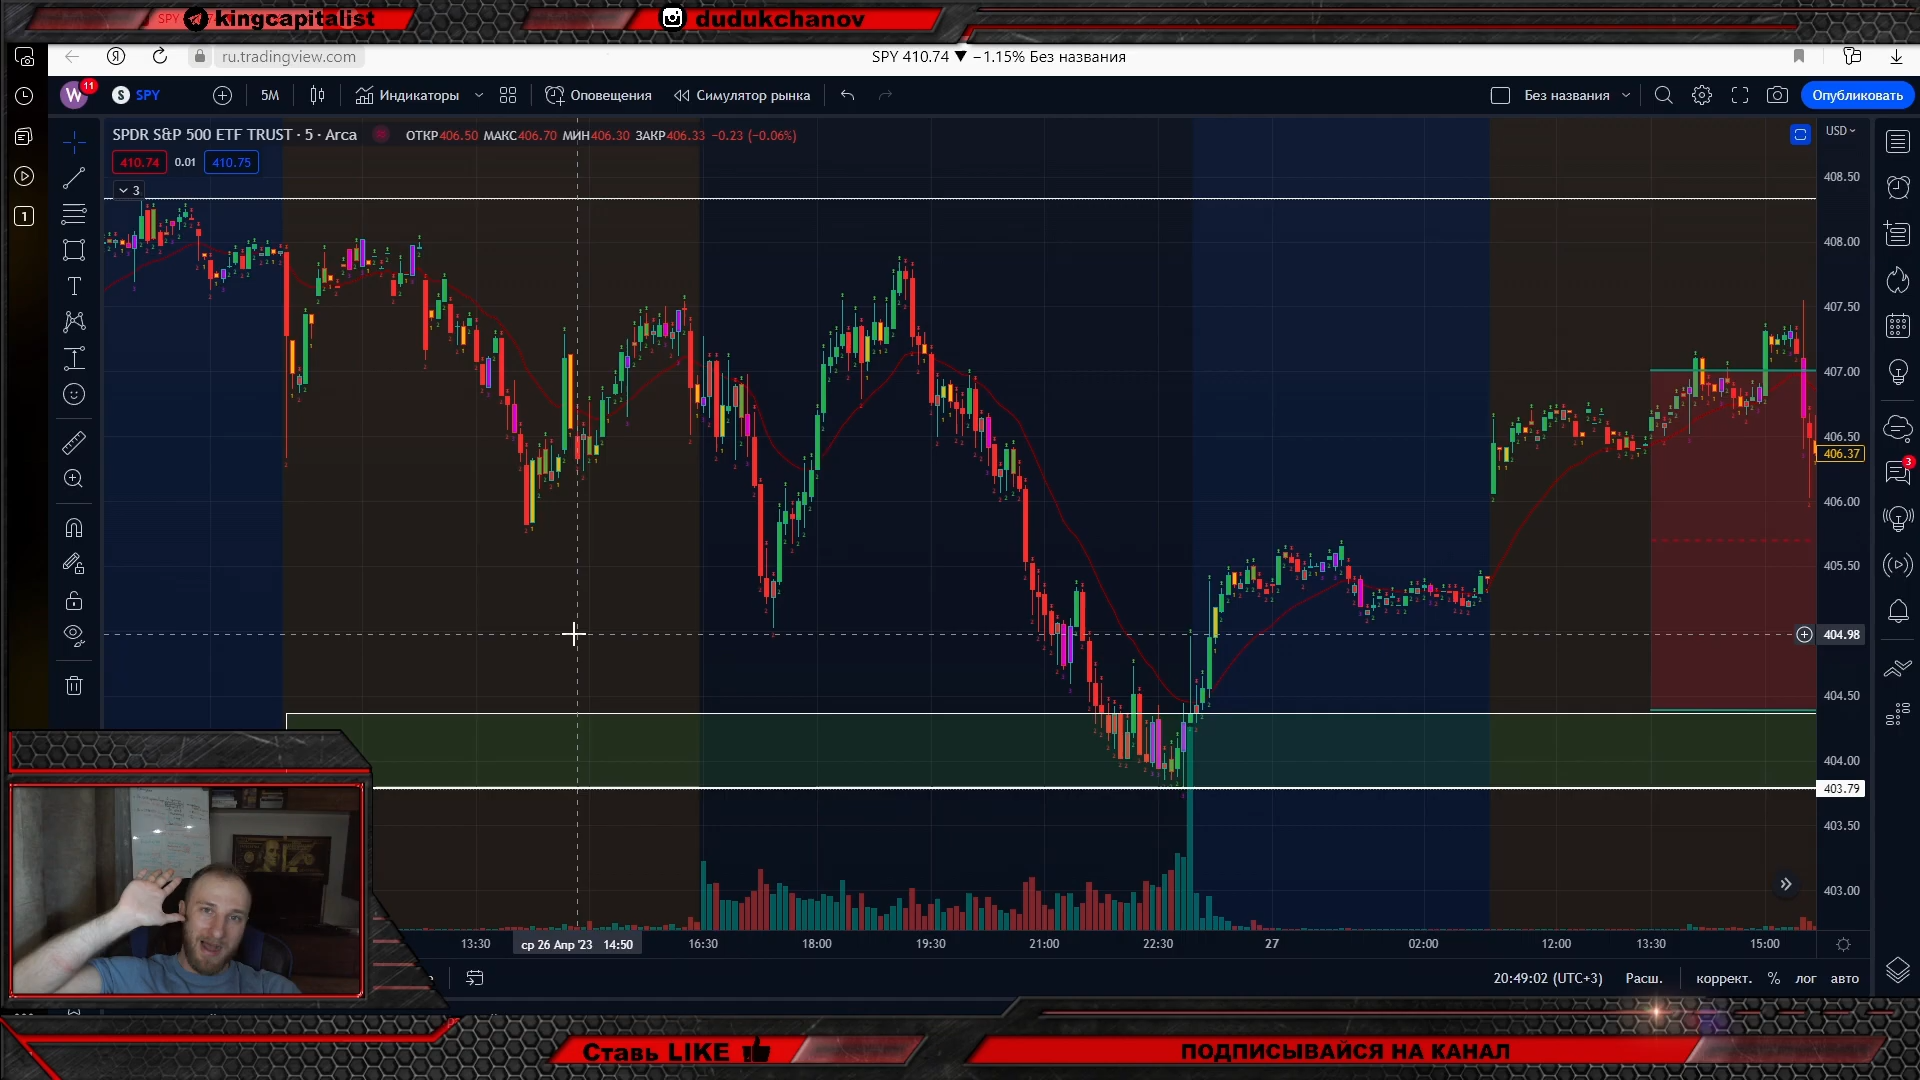 SPY
kingcapitalist
dudukchanov
ru.tradingview.com
SPY 410.74 ▼ −1.15% Без названия
W
11
S
SPY
5М
Индикаторы
Оповещения
Симулятор рынка
Без названия
Опубликовать
1
SPDR S&P 500 ETF TRUST · 5 · Arca
ОТКР406.50 МАКС406.70 МИН406.30 ЗАКР406.33 −0.23 (−0.06%)
USD
410.74
0.01
410.75
3
408.50
408.00
407.50
407.00
406.50
406.37
406.00
405.50
404.98
404.50
404.00
403.79
403.50
403.00
3
13:30
ср 26 Апр '23 14:50
16:30
18:00
19:30
21:00
22:30
27
02:00
12:00
13:30
15:00
20:49:02 (UTC+3)
Расш.
коррект.
%
лог
авто
Ставь LIKE
ПОДПИСЫВАЙСЯ НА КАНАЛ